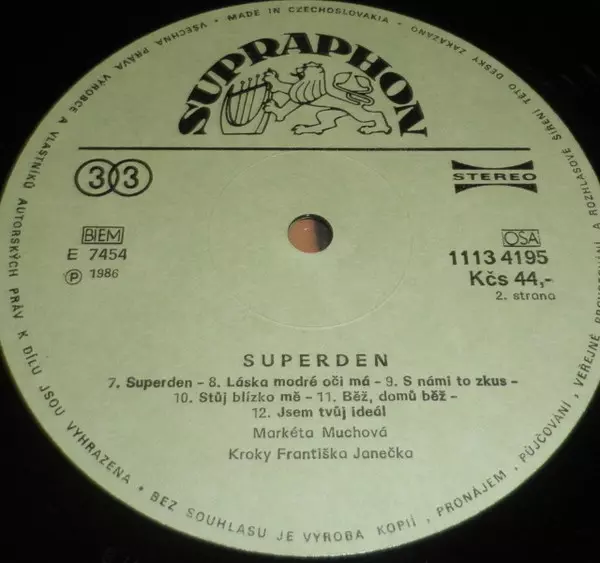 VŠECHNA PRÁVA VÝROBCE A VLASTNÍKŮ AUTORSKÝCH PRÁV K DÍLU JSOU VYHRAZENA • BEZ SOUHLASU JE VÝROBA KOPIÍ, PRONÁJEM, PŮJČOVÁNÍ, VEŘEJNÉ PROVOZOVÁNÍ A ROZHLASOVÉ ŠÍŘENÍ TÉTO DESKY ZAKÁZÁNO • MADE IN CZECHOSLOVAKIA •
SUPRAPHON
33
STEREO
BIEM
E 7454
℗ 1986
OSA
1113 4195
Kčs 44,-
2. strana
SUPERDEN
7. Superden – 8. Láska modré oči má – 9. S námi to zkus –
10. Stůj blízko mě – 11. Běž, domů běž –
12. Jsem tvůj ideál
Markéta Muchová
Kroky Františka Janečka